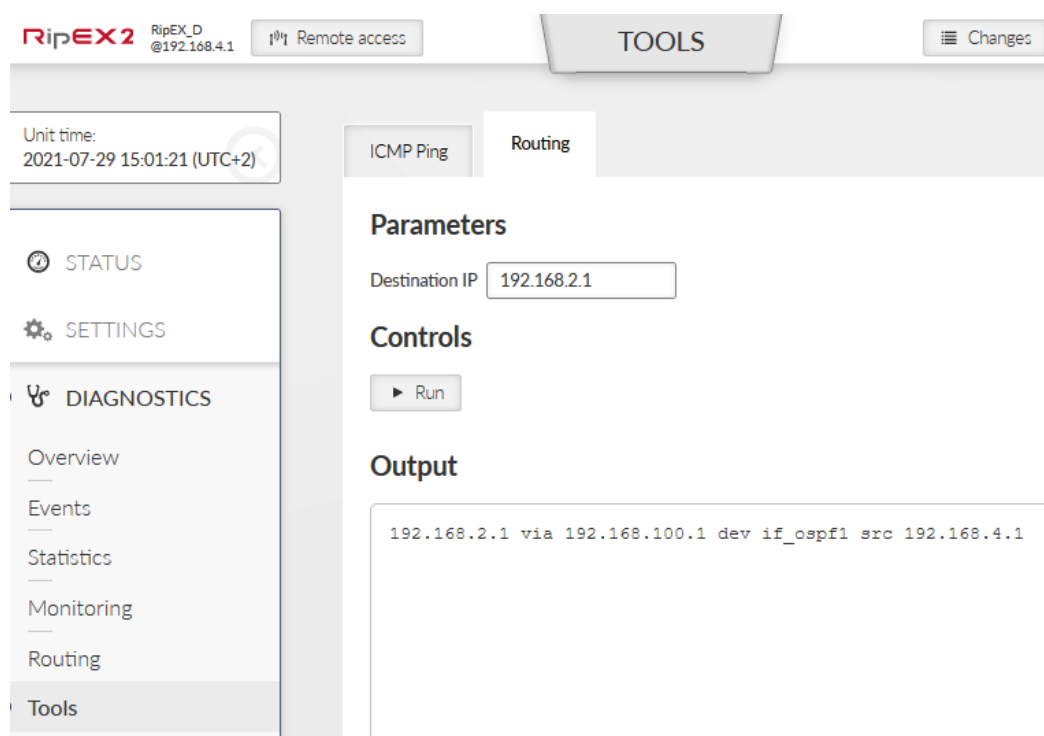 RipEX2
RipEX_D
@192.168.4.1
Remote access
TOOLS
Changes
Unit time:
2021-07-29 15:01:21 (UTC+2)
STATUS
SETTINGS
DIAGNOSTICS
Overview
Events
Statistics
Monitoring
Routing
Tools
ICMP Ping
Routing
Parameters
Destination IP 192.168.2.1
Controls
Run
Output
192.168.2.1 via 192.168.100.1 dev if_ospf1 src 192.168.4.1